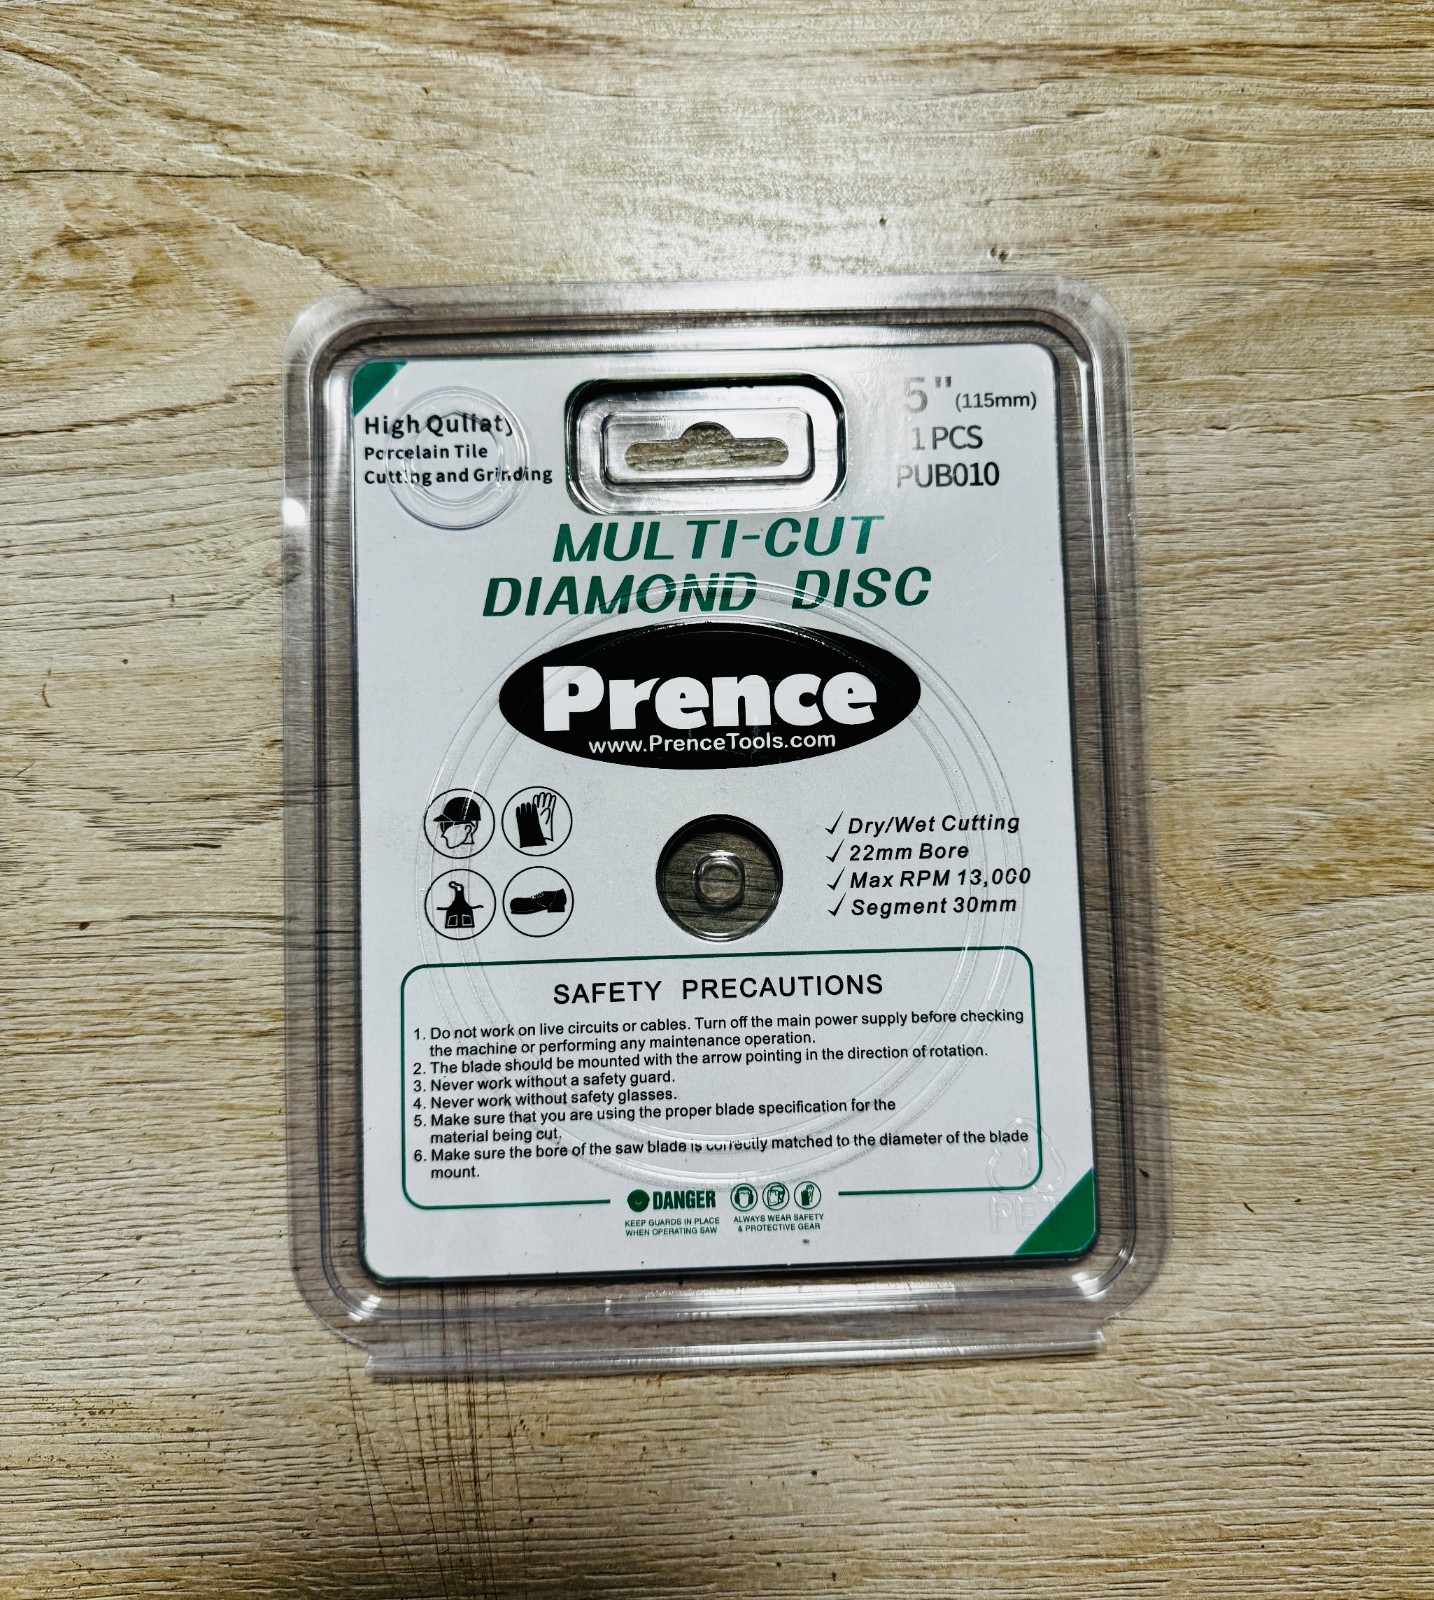 High Quliaty
Porcelain Tile
Cutting and Grinding
5" (115mm)
1 PCS
PUB010
MULTI-CUT
DIAMOND DISC
Prence
www.PrenceTools.com
✓ Dry/Wet Cutting
✓ 22mm Bore
✓ Max RPM 13,000
✓ Segment 30mm
SAFETY PRECAUTIONS
1. Do not work on live circuits or cables. Turn off the main power supply before checking
the machine or performing any maintenance operation.
2. The blade should be mounted with the arrow pointing in the direction of rotation.
3. Never work without a safety guard.
4. Never work without safety glasses.
5. Make sure that you are using the proper blade specification for the
material being cut.
6. Make sure the bore of the saw blade is correctly matched to the diameter of the blade
mount.
DANGER
KEEP GUARDS IN PLACE
WHEN OPERATING SAW
ALWAYS WEAR SAFETY
& PROTECTIVE GEAR
1